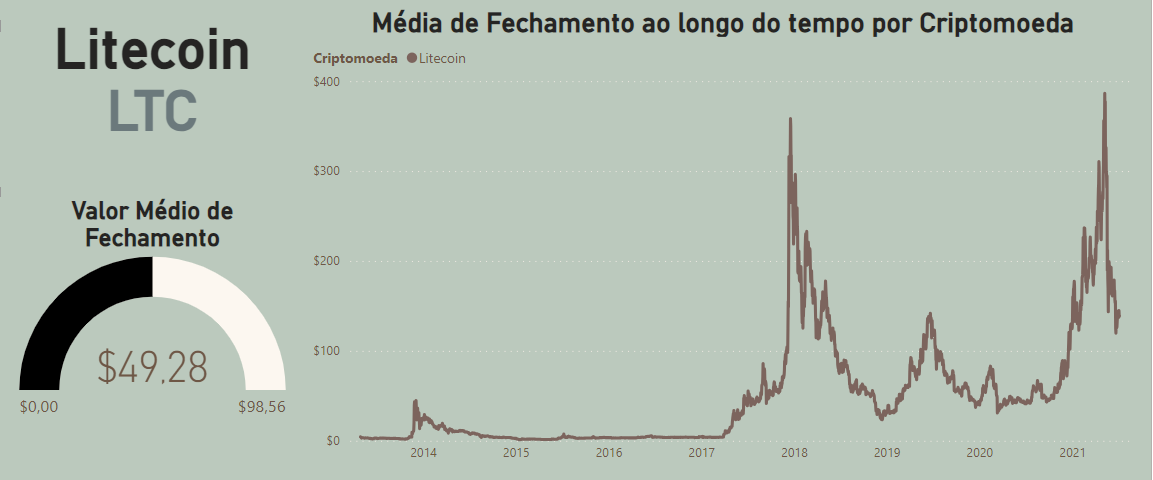 Litecoin
LTC
Valor Médio de
Fechamento
$49,28
$0,00
$98,56
Média de Fechamento ao longo do tempo por Criptomoeda
Criptomoeda
Litecoin
$400
$300
$200
$100
$0
2014
2015
2016
2017
2018
2019
2020
2021